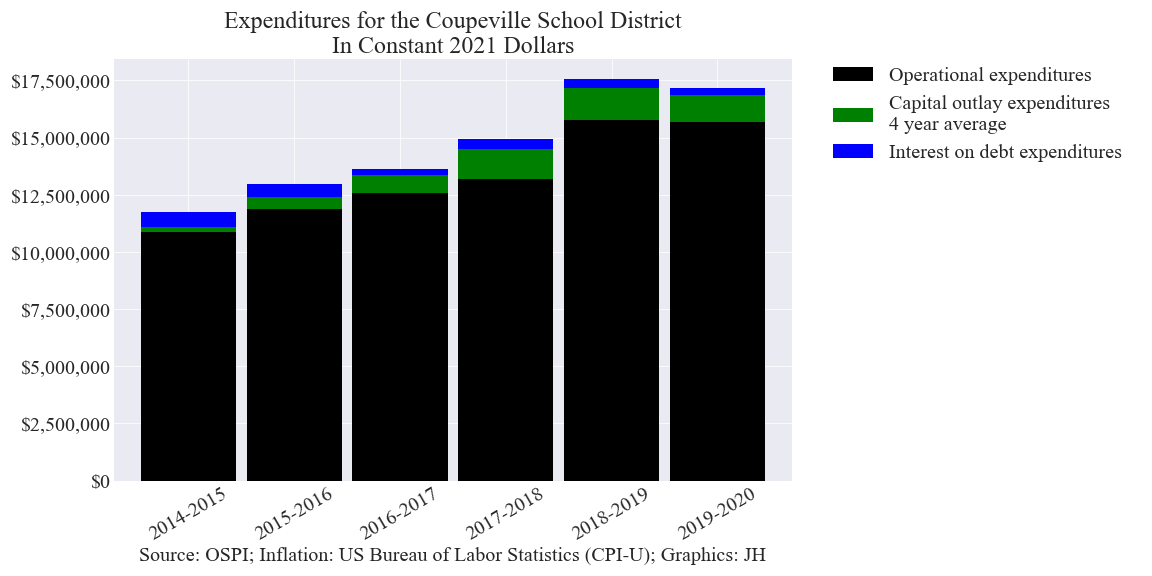 Expenditures for the Coupeville School District
In Constant 2021 Dollars
$17,500,000
$15,000,000
$12,500,000
$10,000,000
$7,500,000
$5,000,000
$2,500,000
$0
Operational expenditures
Capital outlay expenditures
4 year average
Interest on debt expenditures
2014-2015
2015-2016
2016-2017
2017-2018
2018-2019
2019-2020
Source: OSPI; Inflation: US Bureau of Labor Statistics (CPI-U); Graphics: JH